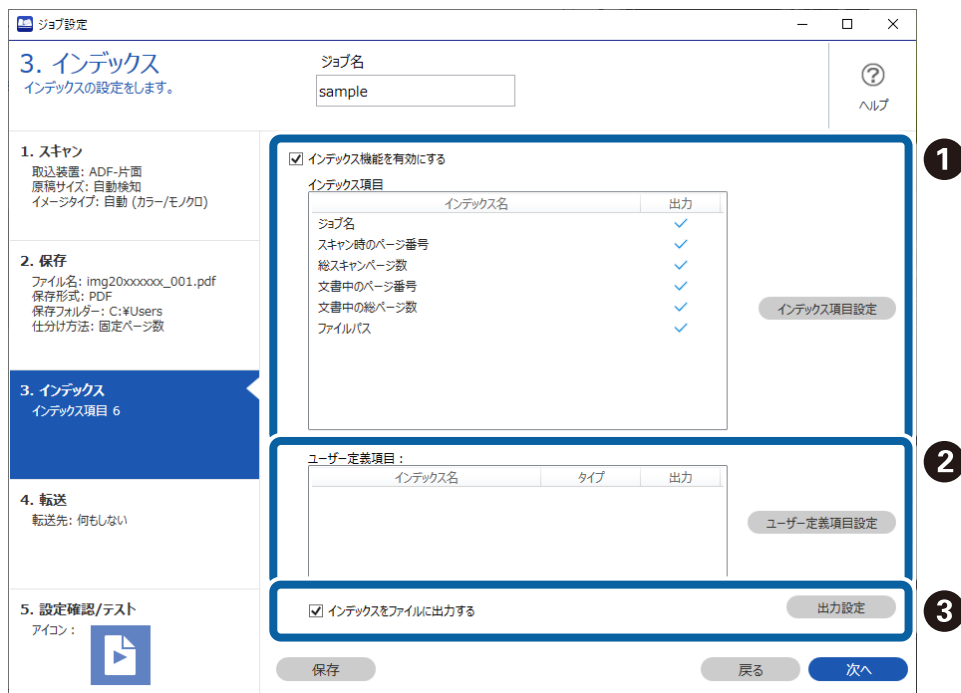 ジョブ設定
3. インデックス
インデックスの設定をします。
ジョブ名
sample
ヘルプ
1. スキャン
取込装置: ADF-片面
原稿サイズ: 自動検知
イメージタイプ: 自動 (カラー/モノクロ)
2. 保存
ファイル名: img20xxxxxx_001.pdf
保存形式: PDF
保存フォルダー: C:¥Users
仕分け方法: 固定ページ数
3. インデックス
インデックス項目 6
4. 転送
転送先: 何もしない
5. 設定確認/テスト
アイコン :
1
インデックス機能を有効にする
インデックス項目
インデックス名 出力
ジョブ名
スキャン時のページ番号
総スキャンページ数
文書中のページ番号
文書中の総ページ数
ファイルパス
インデックス項目設定
2
ユーザー定義項目 :
インデックス名 タイプ 出力
ユーザー定義項目設定
3
インデックスをファイルに出力する
出力設定
保存
戻る
次へ